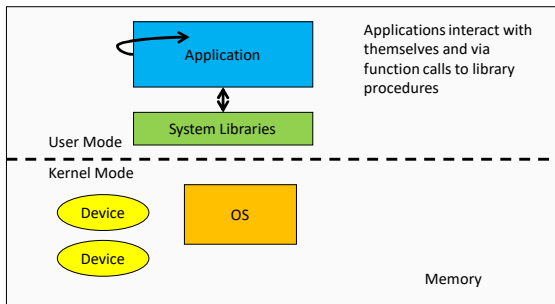 Applications interact with
themselves and via
function calls to library
procedures
Application
System Libraries
User Mode
Kernel Mode
Device
OS
Device
Memory